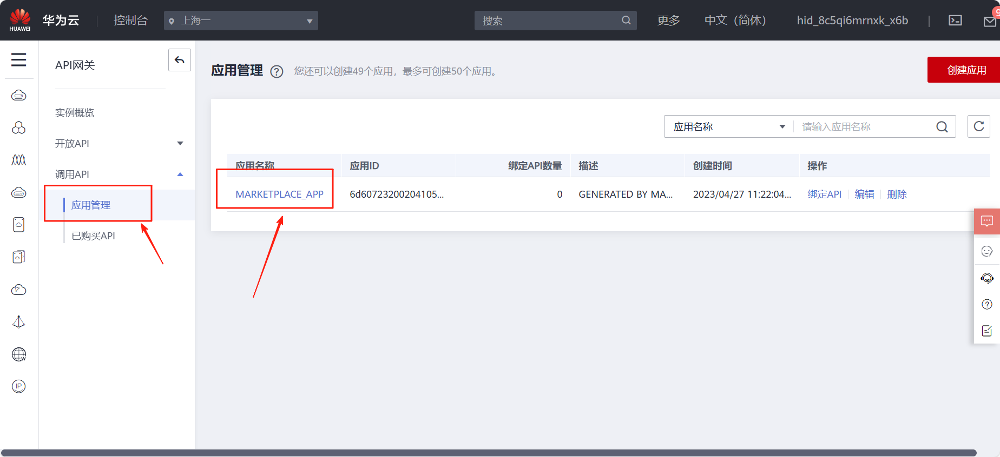 HUAWEI
华为云
控制台
上海一
搜索
更多
中文（简体）
hid_8c5qi6mrnxk_x6b
9
API网关
实例概览
开放API
调用API
应用管理
已购买API
应用管理
您还可以创建49个应用，最多可创建50个应用。
创建应用
应用名称
请输入应用名称
应用名称 应用ID 绑定API数量 描述 创建时间 操作
MARKETPLACE_APP 6d60723200204105... 0 GENERATED BY MA... 2023/04/27 11:22:04... 绑定API 编辑 删除
W
IP